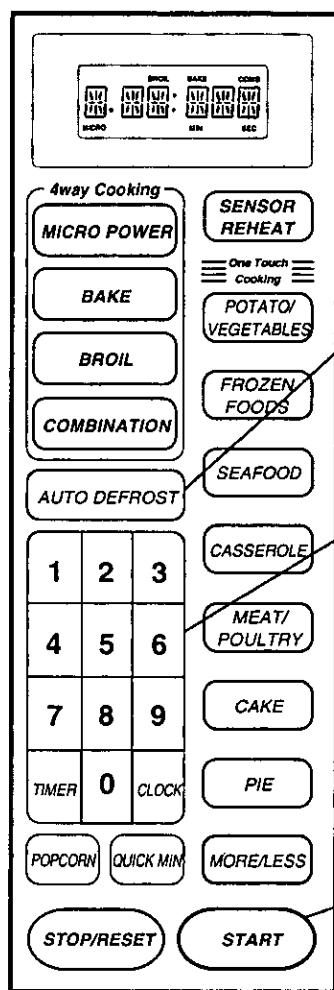 BROIL BAKE COMB
MICRO MIN SEC
4way Cooking
MICRO POWER
BAKE
BROIL
COMBINATION
AUTO DEFROST
1 2 3
4 5 6
7 8 9
TIMER 0 CLOCK
POPCORN QUICK MIN
STOP/RESET
SENSOR
REHEAT
One Touch
Cooking
POTATO/
VEGETABLES
FROZEN
FOODS
SEAFOOD
CASSEROLE
MEAT/
POULTRY
CAKE
PIE
MORE/LESS
START